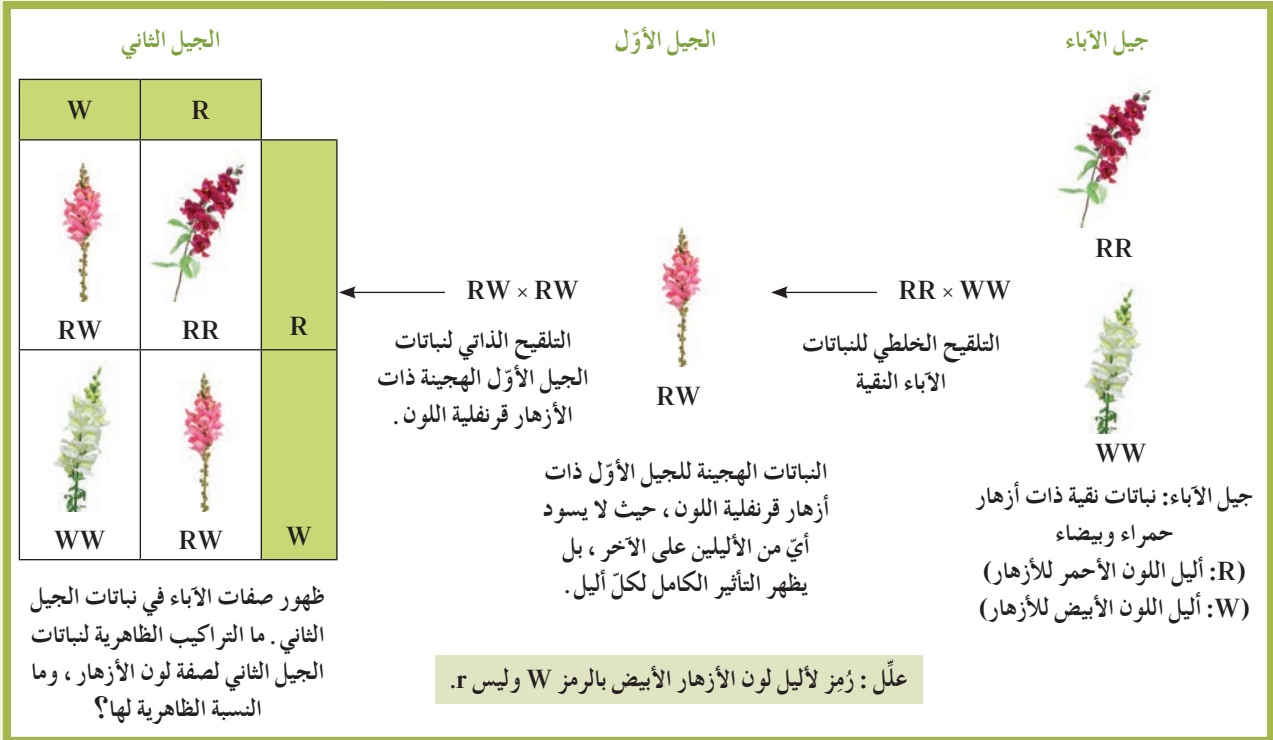 جيل الآباء
RR
WW
جيل الآباء: نباتات نقية ذات أزهار
حمراء وبيضاء
(R: أليل اللون الأحمر للأزهار)
(W: أليل اللون الأبيض للأزهار)
RR × WW
التلقيح الخلطي للنباتات
الآباء النقية
الجيل الأوّل
RW
النباتات الهجينة للجيل الأوّل ذات
أزهار قرنفلية اللون، حيث لا يسود
أيّ من الأليلين على الآخر، بل
يظهر التأثير الكامل لكلّ أليل.
RW × RW
التلقيح الذاتي لنباتات
الجيل الأوّل الهجينة ذات
الأزهار قرنفلية اللون.
الجيل الثاني
R W
R
RR RW
W
RW WW
ظهور صفات الآباء في نباتات الجيل
الثاني. ما التراكيب الظاهرية لنباتات
الجيل الثاني لصفة لون الأزهار، وما
النسبة الظاهرية لها؟
علِّل: رُمِز لأليل لون الأزهار الأبيض بالرمز W وليس r.